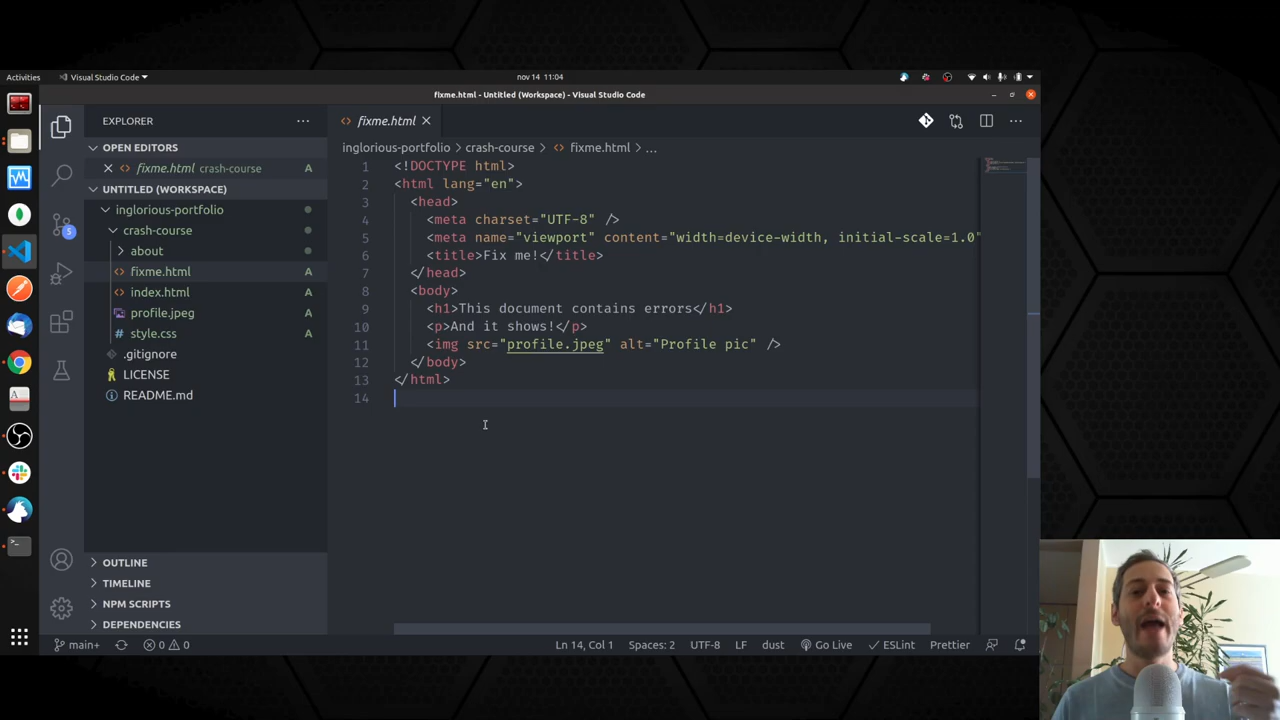 Activities
Visual Studio Code
nov 14 11:04
fixme.html - Untitled (Workspace) - Visual Studio Code
EXPLORER
fixme.html
OPEN EDITORS
fixme.html crash-course A
UNTITLED (WORKSPACE)
inglorious-portfolio
crash-course
about
fixme.html A
index.html A
profile.jpeg A
style.css A
.gitignore
LICENSE
README.md
5
inglorious-portfolio > crash-course > fixme.html > ...
1 <!DOCTYPE html>
2 <html lang="en">
3 <head>
4 <meta charset="UTF-8" />
5 <meta name="viewport" content="width=device-width, initial-scale=1.0"
6 <title>Fix me!</title>
7 </head>
8 <body>
9 <h1>This document contains errors</h1>
10 <p>And it shows!</p>
11 <img src="profile.jpeg" alt="Profile pic" />
12 </body>
13 </html>
14
OUTLINE
TIMELINE
NPM SCRIPTS
DEPENDENCIES
main+ 0 0 Ln 14, Col 1 Spaces: 2 UTF-8 LF dust Go Live ESLint Prettier